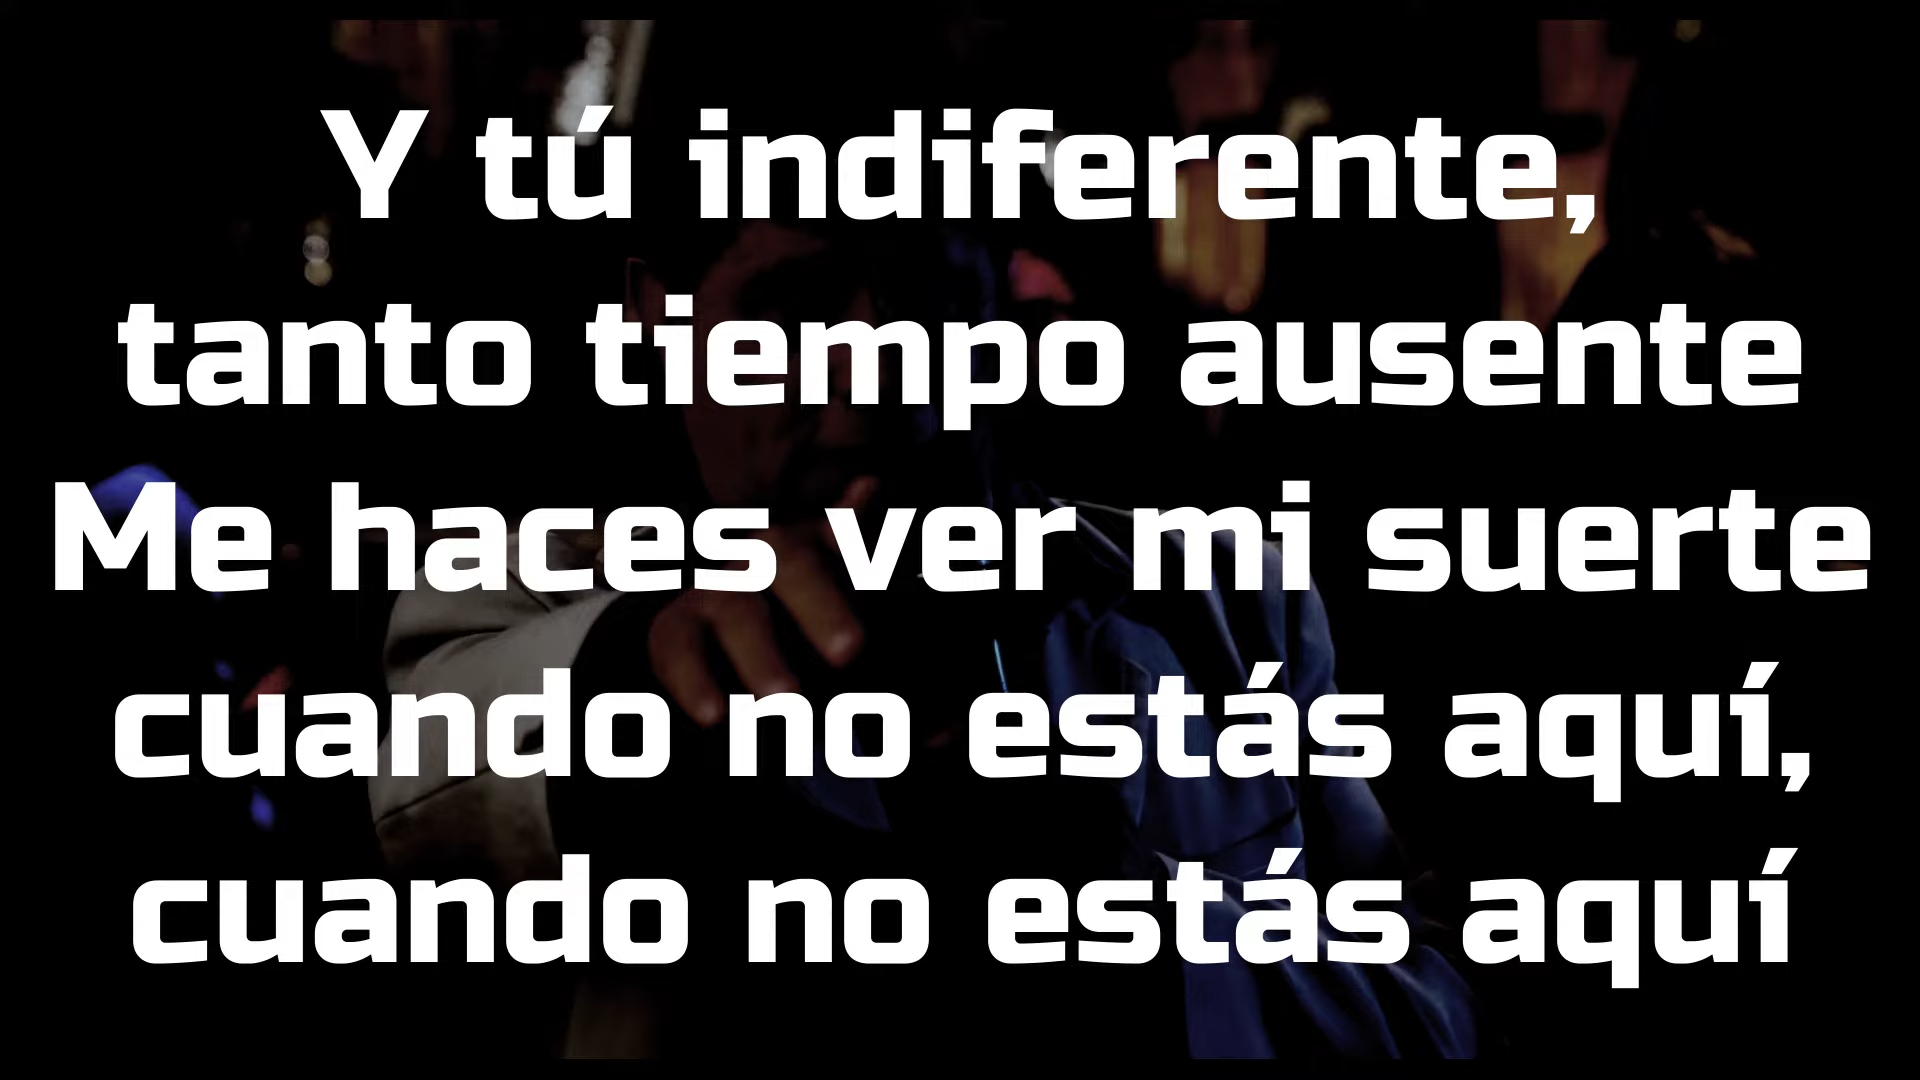 Y tú indiferente,
tanto tiempo ausente
Me haces ver mi suerte
cuando no estás aquí,
cuando no estás aquí